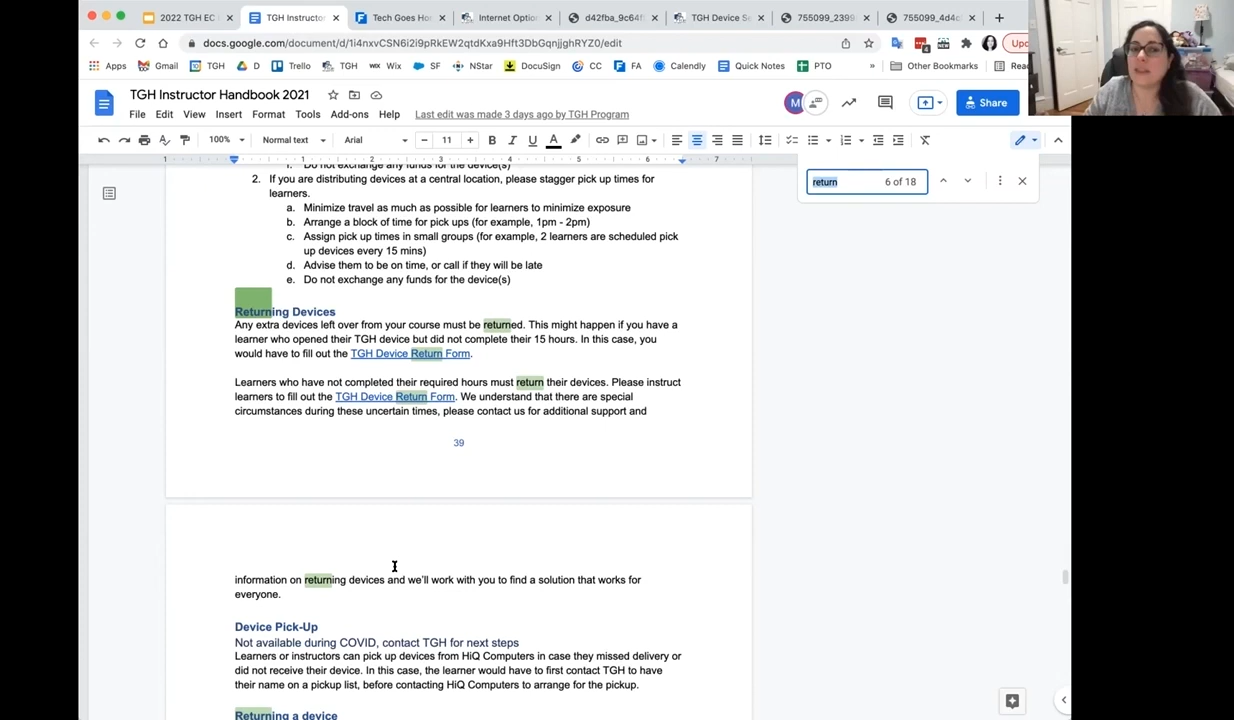 2022 TGH EC
TGH Instructor
Tech Goes Ho
Internet Option
d42fba_9c64f
TGH Device Se
755099_2399
755099_4d4c
docs.google.com/document/d/1i4nxvCSN6i2i9pRkEW2qtdKxa9Hft3DbGqnjjghRYZ0/edit
4
Upd
Apps
Gmail
TGH
D
Trello
TGH
Wix
SF
NStar
DocuSign
CC
FA
Calendly
Quick Notes
PTO
»
Other Bookmarks
Rea
TGH Instructor Handbook 2021
M
Share
File Edit View Insert Format Tools Add-ons Help
Last edit was made 3 days ago by TGH Program
100%
Normal text
Arial
11
B I U A
1 1 2 3 4 5 6 7
return
6 of 18
Do not exchange any funds for the device(s)
2. If you are distributing devices at a central location, please stagger pick up times for
learners.
a. Minimize travel as much as possible for learners to minimize exposure
b. Arrange a block of time for pick ups (for example, 1pm - 2pm)
c. Assign pick up times in small groups (for example, 2 learners are scheduled pick
up devices every 15 mins)
d. Advise them to be on time, or call if they will be late
e. Do not exchange any funds for the device(s)
Returning Devices
Any extra devices left over from your course must be returned. This might happen if you have a
learner who opened their TGH device but did not complete their 15 hours. In this case, you
would have to fill out the TGH Device Return Form.
Learners who have not completed their required hours must return their devices. Please instruct
learners to fill out the TGH Device Return Form. We understand that there are special
circumstances during these uncertain times, please contact us for additional support and
39
information on returning devices and we'll work with you to find a solution that works for
everyone.
Device Pick-Up
Not available during COVID, contact TGH for next steps
Learners or instructors can pick up devices from HiQ Computers in case they missed delivery or
did not receive their device. In this case, the learner would have to first contact TGH to have
their name on a pickup list, before contacting HiQ Computers to arrange for the pickup.
Returning a device